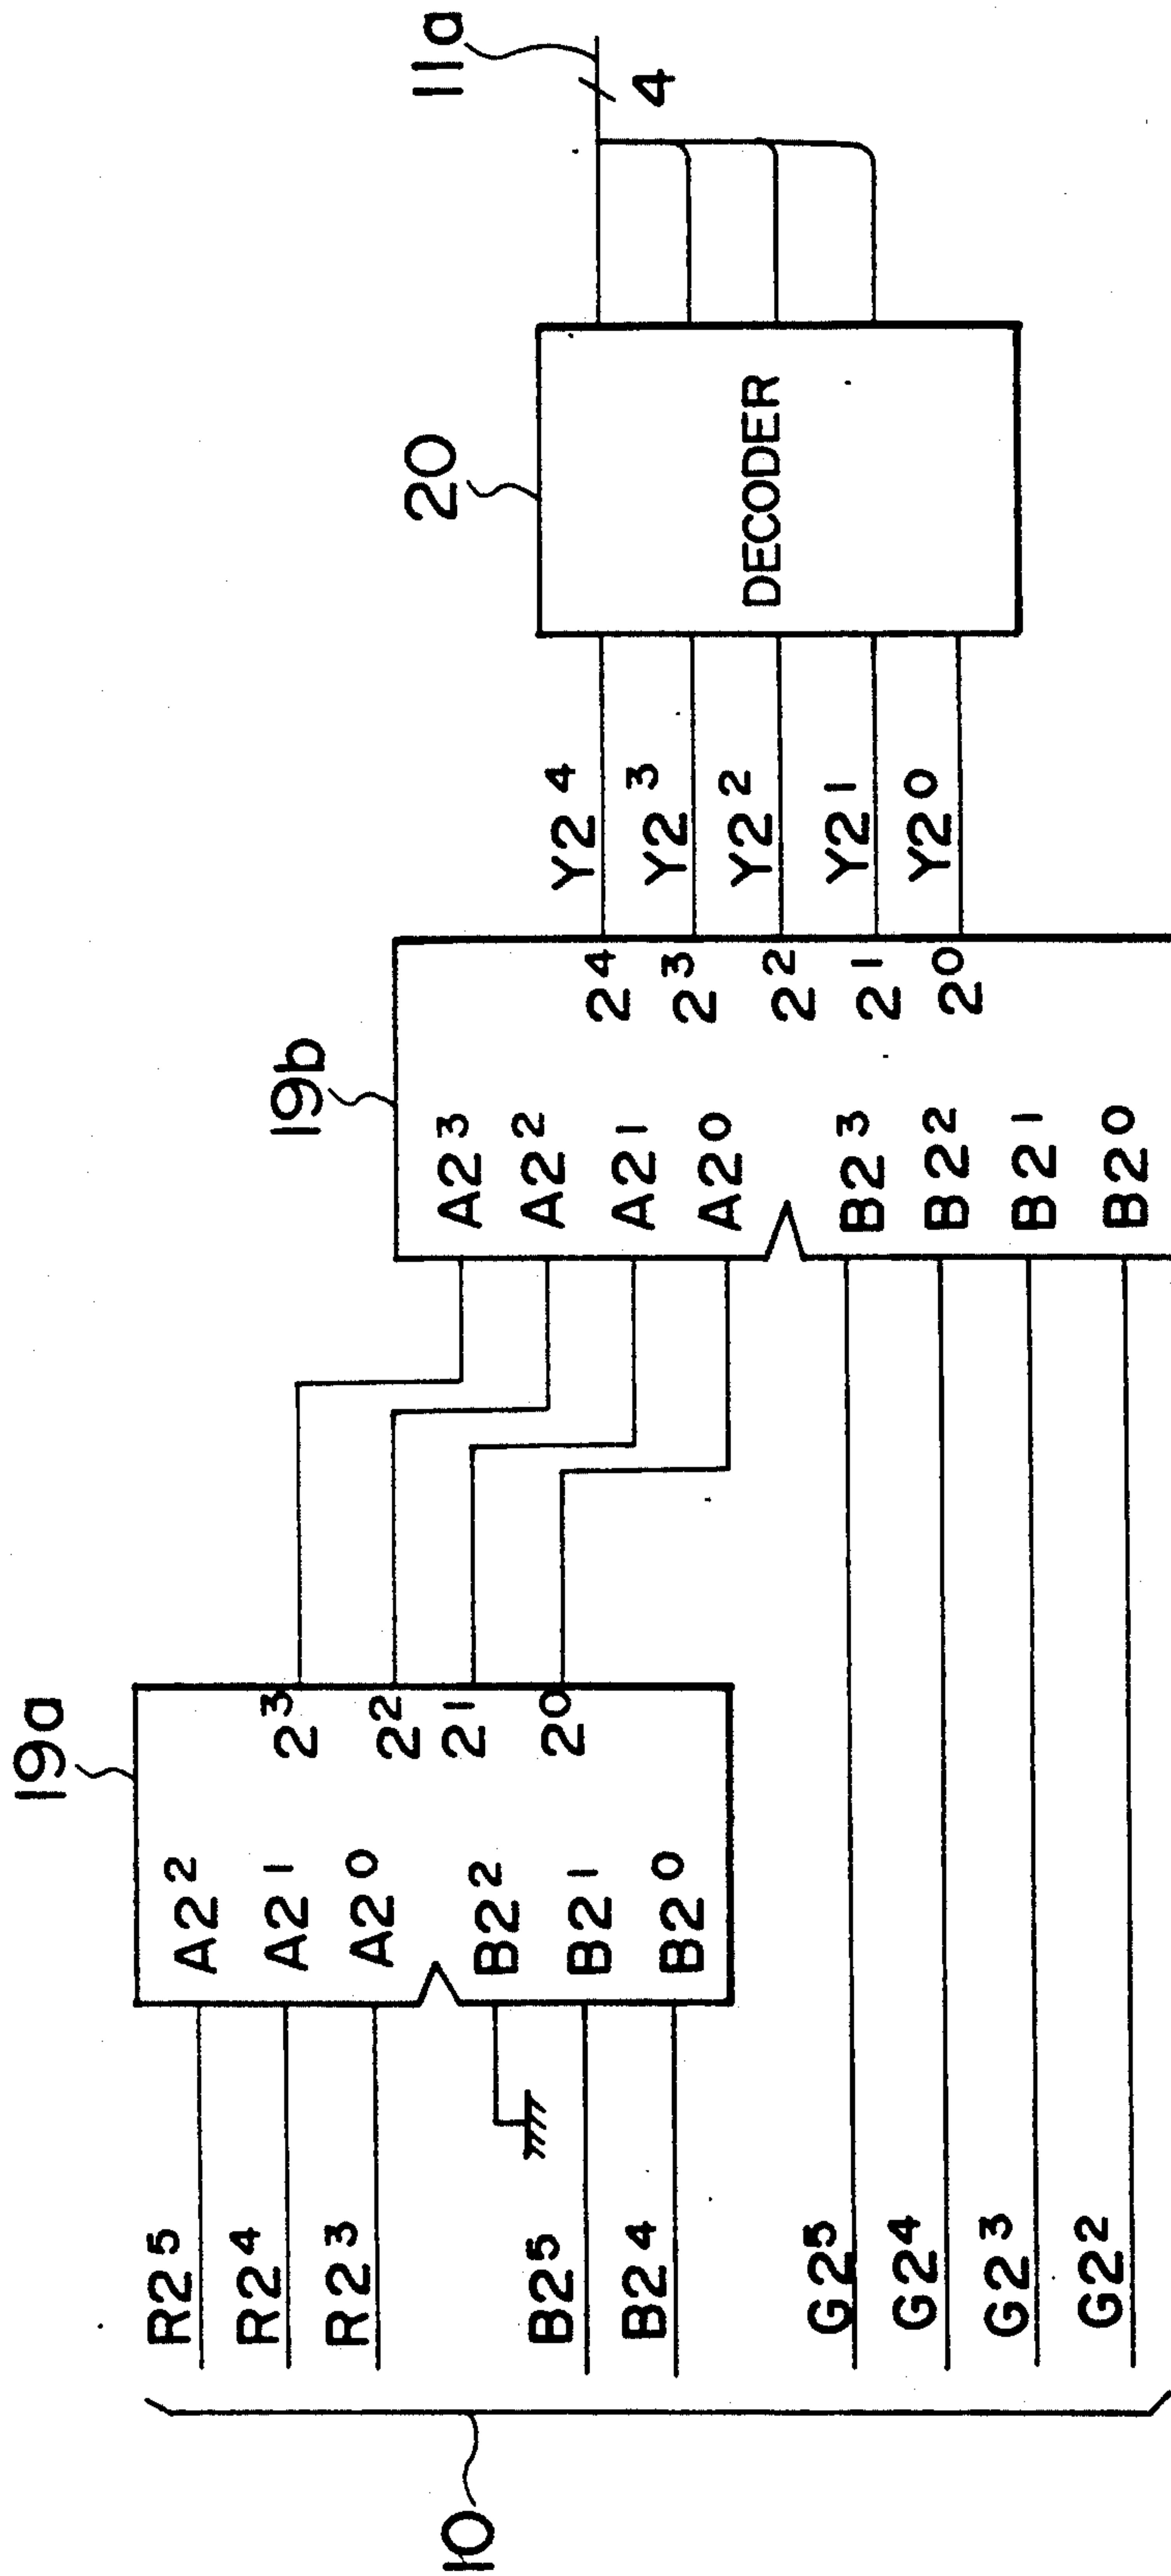 10
R2⁵
R2⁴
R2³
B2⁵
B2⁴
G2⁵
G2⁴
G2³
G2²
19a
A2²
A2¹
A2⁰
B2²
B2¹
B2⁰
2³
2²
2¹
2⁰
19b
A2³
A2²
A2¹
A2⁰
B2³
B2²
B2¹
B2⁰
2⁴
2³
2²
2¹
2⁰
Y2⁴
Y2³
Y2²
Y2¹
Y2⁰
20
DECODER
11a
4